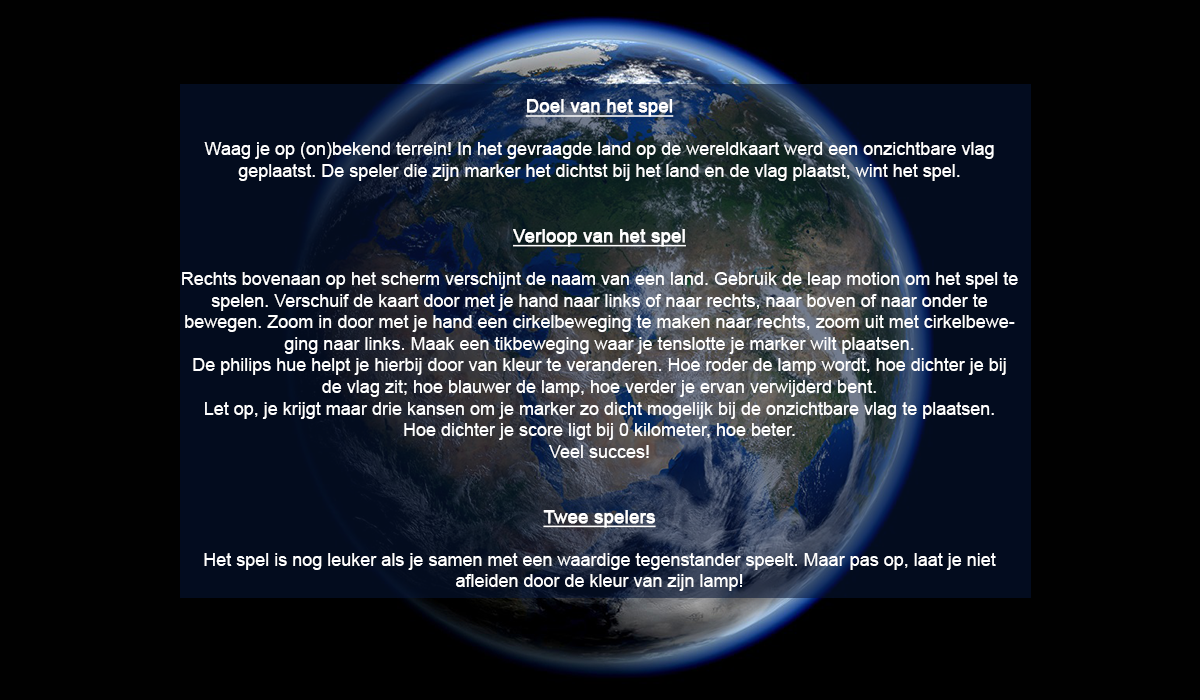 Doel van het spel
Waag je op (on)bekend terrein! In het gevraagde land op de wereldkaart werd een onzichtbare vlag
geplaatst. De speler die zijn marker het dichtst bij het land en de vlag plaatst, wint het spel.
Verloop van het spel
Rechts bovenaan op het scherm verschijnt de naam van een land. Gebruik de leap motion om het spel te
spelen. Verschuif de kaart door met je hand naar links of naar rechts, naar boven of naar onder te
bewegen. Zoom in door met je hand een cirkelbeweging te maken naar rechts, zoom uit met cirkelbewe-
ging naar links. Maak een tikbeweging waar je tenslotte je marker wilt plaatsen.
De philips hue helpt je hierbij door van kleur te veranderen. Hoe roder de lamp wordt, hoe dichter je bij
de vlag zit; hoe blauwer de lamp, hoe verder je ervan verwijderd bent.
Let op, je krijgt maar drie kansen om je marker zo dicht mogelijk bij de onzichtbare vlag te plaatsen.
Hoe dichter je score ligt bij 0 kilometer, hoe beter.
Veel succes!
Twee spelers
Het spel is nog leuker als je samen met een waardige tegenstander speelt. Maar pas op, laat je niet
afleiden door de kleur van zijn lamp!